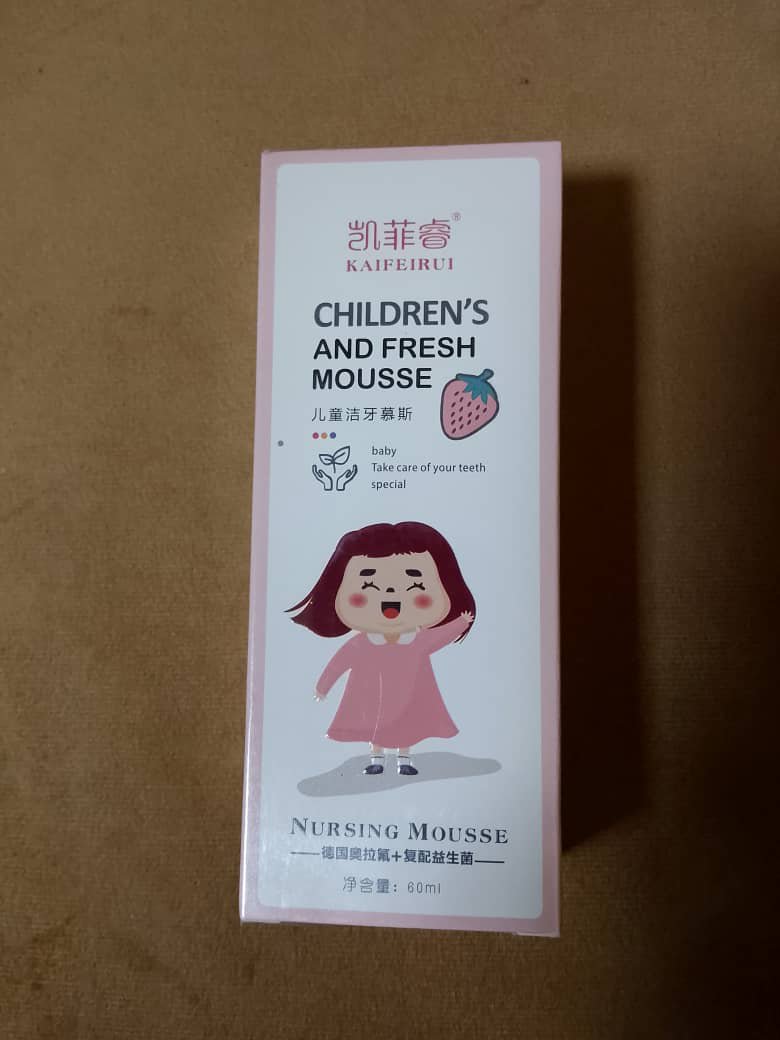 凯菲睿®
KAIFEIRUI
CHILDREN'S
AND FRESH
MOUSSE
儿童洁牙慕斯
baby
Take care of your teeth
special
NURSING MOUSSE
德国奥拉氟+复配益生菌
净含量：60ml